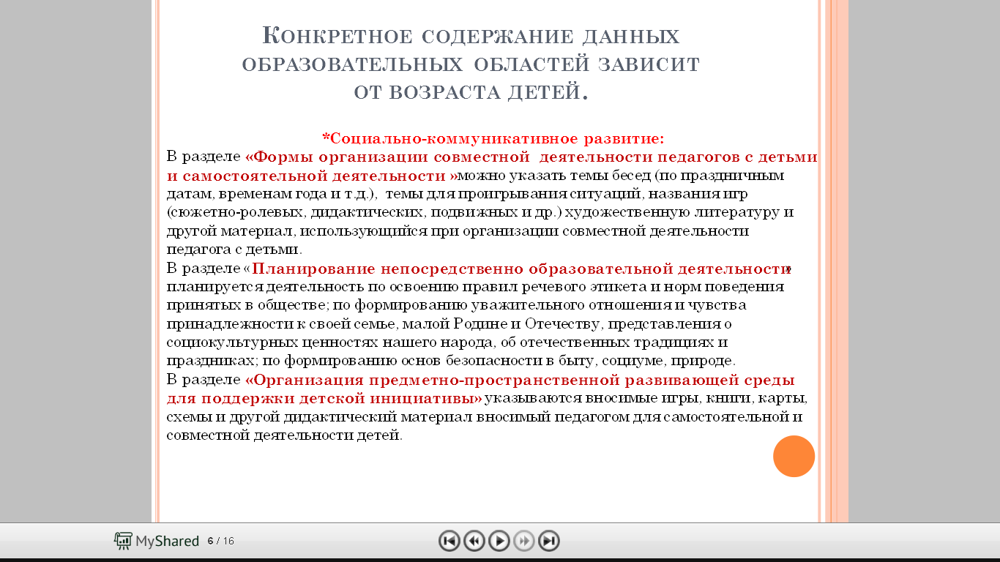 Конкретное содержание данных
образовательных областей зависит
от возраста детей.
*Социально-коммуникативное развитие:
В разделе «Формы организации совместной деятельности педагогов с детьми
и самостоятельной деятельности »можно указать темы бесед (по праздничным
датам, временам года и т.д.), темы для проигрывания ситуаций, названия игр
(сюжетно-ролевых, дидактических, подвижных и др.) художественную литературу и
другой материал, использующийся при организации совместной деятельности
педагога с детьми.
В разделе «Планирование непосредственно образовательной деятельности»
планируется деятельность по освоению правил речевого этикета и норм поведения
принятых в обществе; по формированию уважительного отношения и чувства
принадлежности к своей семье, малой Родине и Отечеству, представления о
социокультурных ценностях нашего народа, об отечественных традициях и
праздниках; по формированию основ безопасности в быту, социуме, природе.
В разделе «Организация предметно-пространственной развивающей среды
для поддержки детской инициативы» указываются вносимые игры, книги, карты,
схемы и другой дидактический материал вносимый педагогом для самостоятельной и
совместной деятельности детей.
MyShared 6 / 16